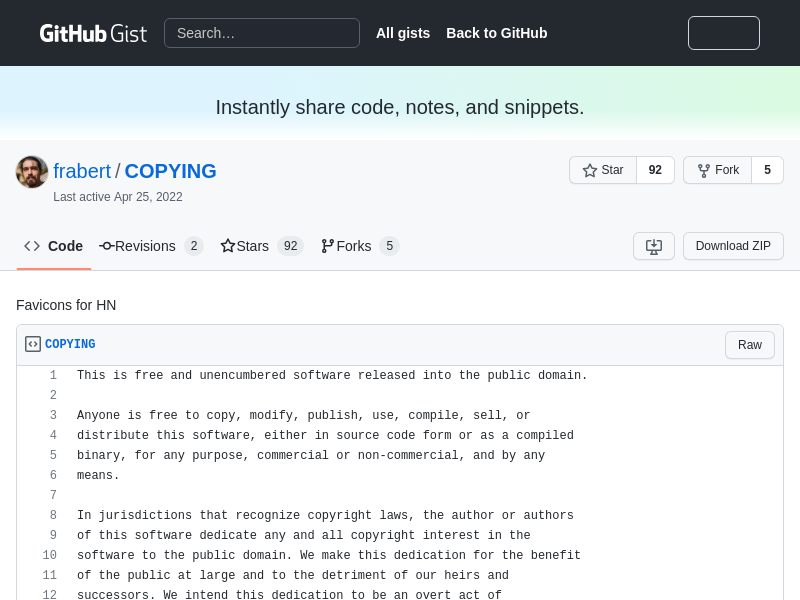 GitHub Gist Search… All gists Back to GitHub
Instantly share code, notes, and snippets.
frabert / COPYING
Star 92 Fork 5
Last active Apr 25, 2022
Code Revisions 2 Stars 92 Forks 5 Download ZIP
Favicons for HN
COPYING Raw
1 This is free and unencumbered software released into the public domain.
2
3 Anyone is free to copy, modify, publish, use, compile, sell, or
4 distribute this software, either in source code form or as a compiled
5 binary, for any purpose, commercial or non-commercial, and by any
6 means.
7
8 In jurisdictions that recognize copyright laws, the author or authors
9 of this software dedicate any and all copyright interest in the
10 software to the public domain. We make this dedication for the benefit
11 of the public at large and to the detriment of our heirs and
12 successors. We intend this dedication to be an overt act of